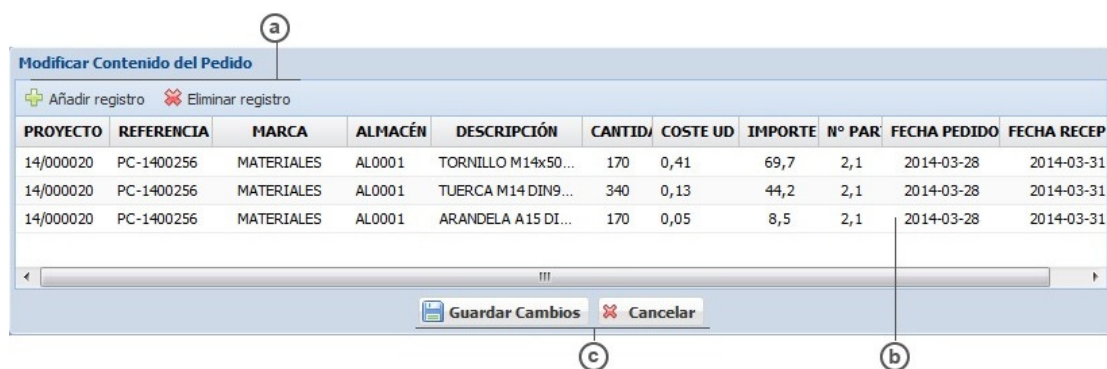 a
Modificar Contenido del Pedido
Añadir registro Eliminar registro
PROYECTO REFERENCIA MARCA ALMACÉN DESCRIPCIÓN CANTIDA COSTE UD IMPORTE Nº PAR FECHA PEDIDO FECHA RECEP
14/000020 PC-1400256 MATERIALES AL0001 TORNILLO M14x50... 170 0,41 69,7 2,1 2014-03-28 2014-03-31
14/000020 PC-1400256 MATERIALES AL0001 TUERCA M14 DIN9... 340 0,13 44,2 2,1 2014-03-28 2014-03-31
14/000020 PC-1400256 MATERIALES AL0001 ARANDELA A15 DI... 170 0,05 8,5 2,1 2014-03-28 2014-03-31
Guardar Cambios Cancelar
c b